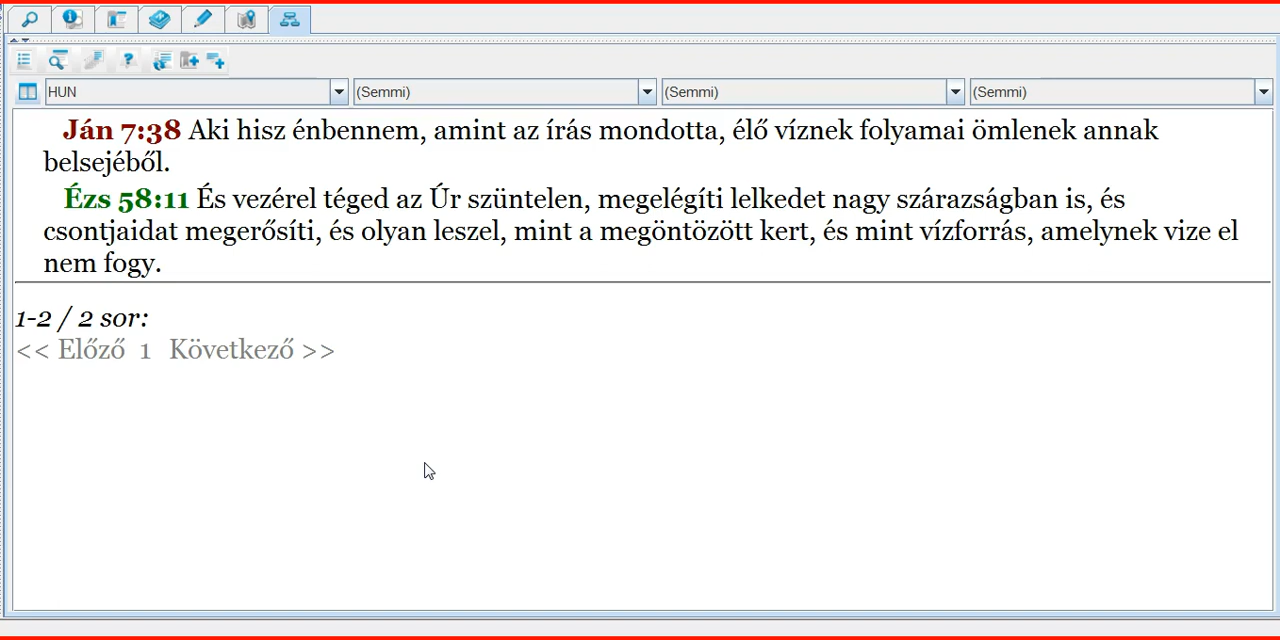 HUN (Semmi) (Semmi) (Semmi)
Ján 7:38 Aki hisz énbennem, amint az írás mondotta, élő víznek folyamai ömlenek annak
belsejéből.
Ézs 58:11 És vezérel téged az Úr szüntelen, megelégíti lelkedet nagy szárazságban is, és
csontjaidat megerősíti, és olyan leszel, mint a megöntözött kert, és mint vízforrás, amelynek vize el
nem fogy.
1-2 / 2 sor:
<< Előző 1 Következő >>